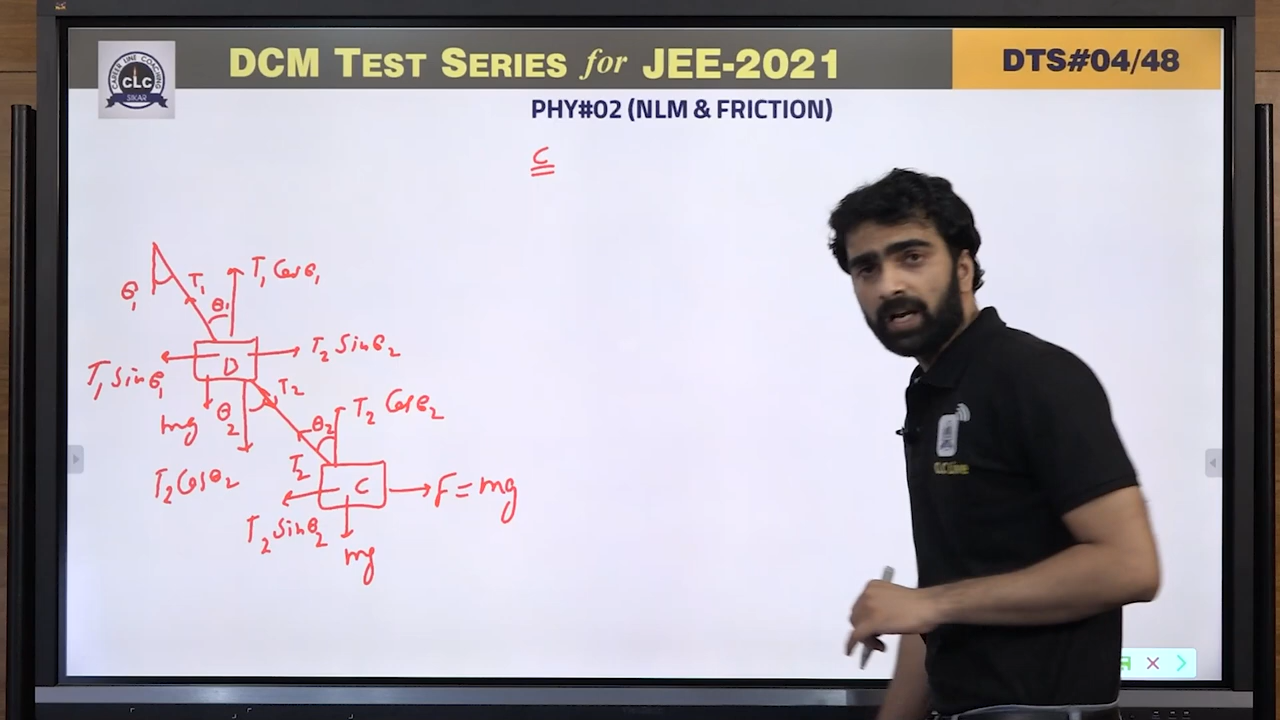 DCM TEST SERIES for JEE-2021
DTS#04/48
CAREER LINE COACHING
CLC
SIKAR
PHY#02 (NLM & FRICTION)
C
θ₁
T₁
θ₁
T₁ Cosθ₁
T₁ Sinθ₁
D
T₂ Sinθ₂
mg
θ₂
T₂
T₂ Cosθ₂
θ₂
T₂ Cosθ₂
T₂
C
F = mg
T₂ Sinθ₂
mg
CLC Live